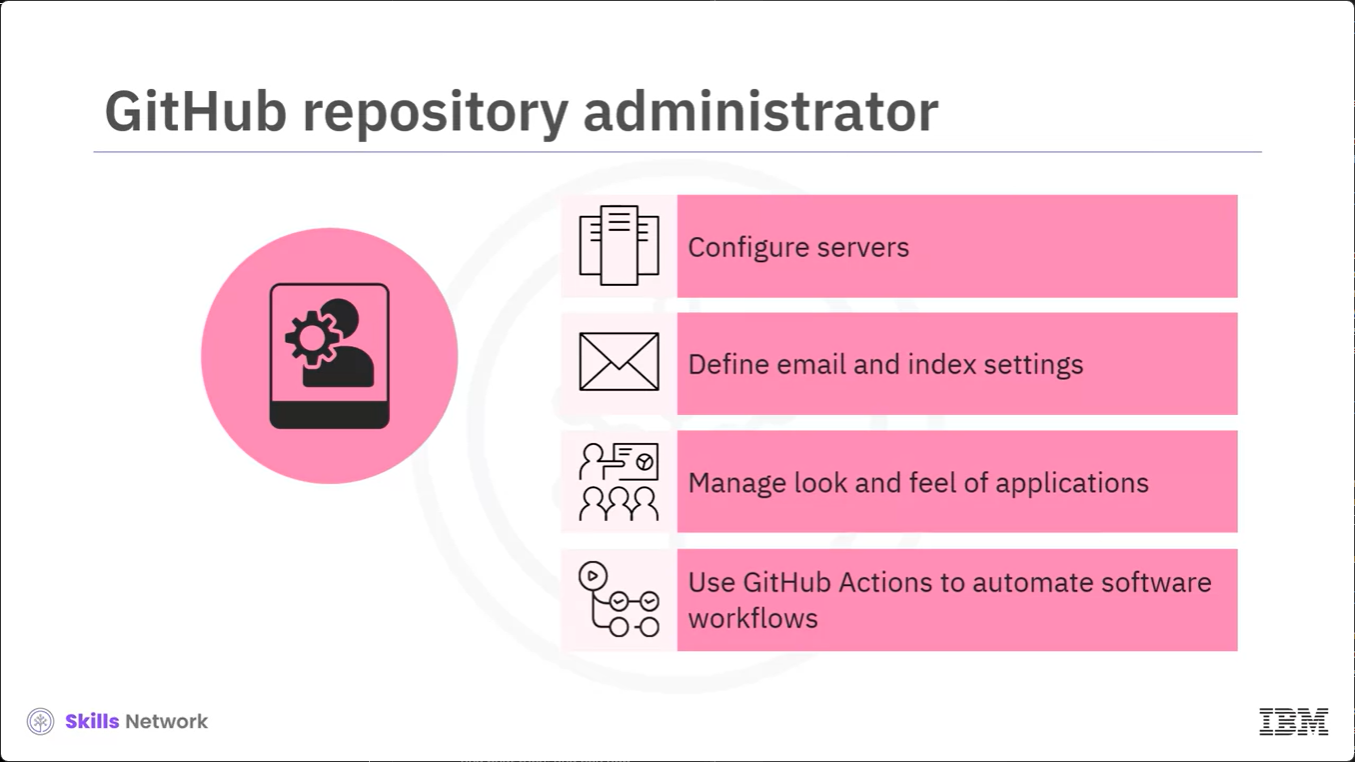 GitHub repository administrator
Configure servers
Define email and index settings
Manage look and feel of applications
Use GitHub Actions to automate software
workflows
Skills Network
IBM